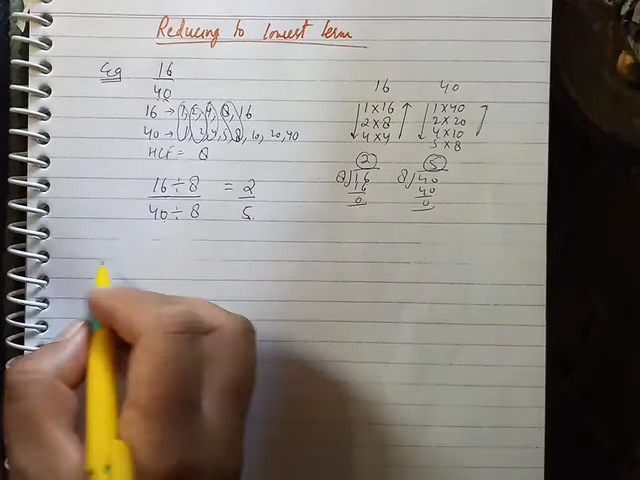 Reducing to lowest term
Eg 16
40
16 → 1, 2, 4, 8, 16
40 → 1, 2, 4, 5, 8, 10, 20, 40
HCF = 8
16 ÷ 8 = 2
40 ÷ 8 5
16 40
1 × 16 1 × 40
2 × 8 2 × 20
4 × 4 4 × 10
5 × 8
2 5
8 16 8 40
16 40
0 0